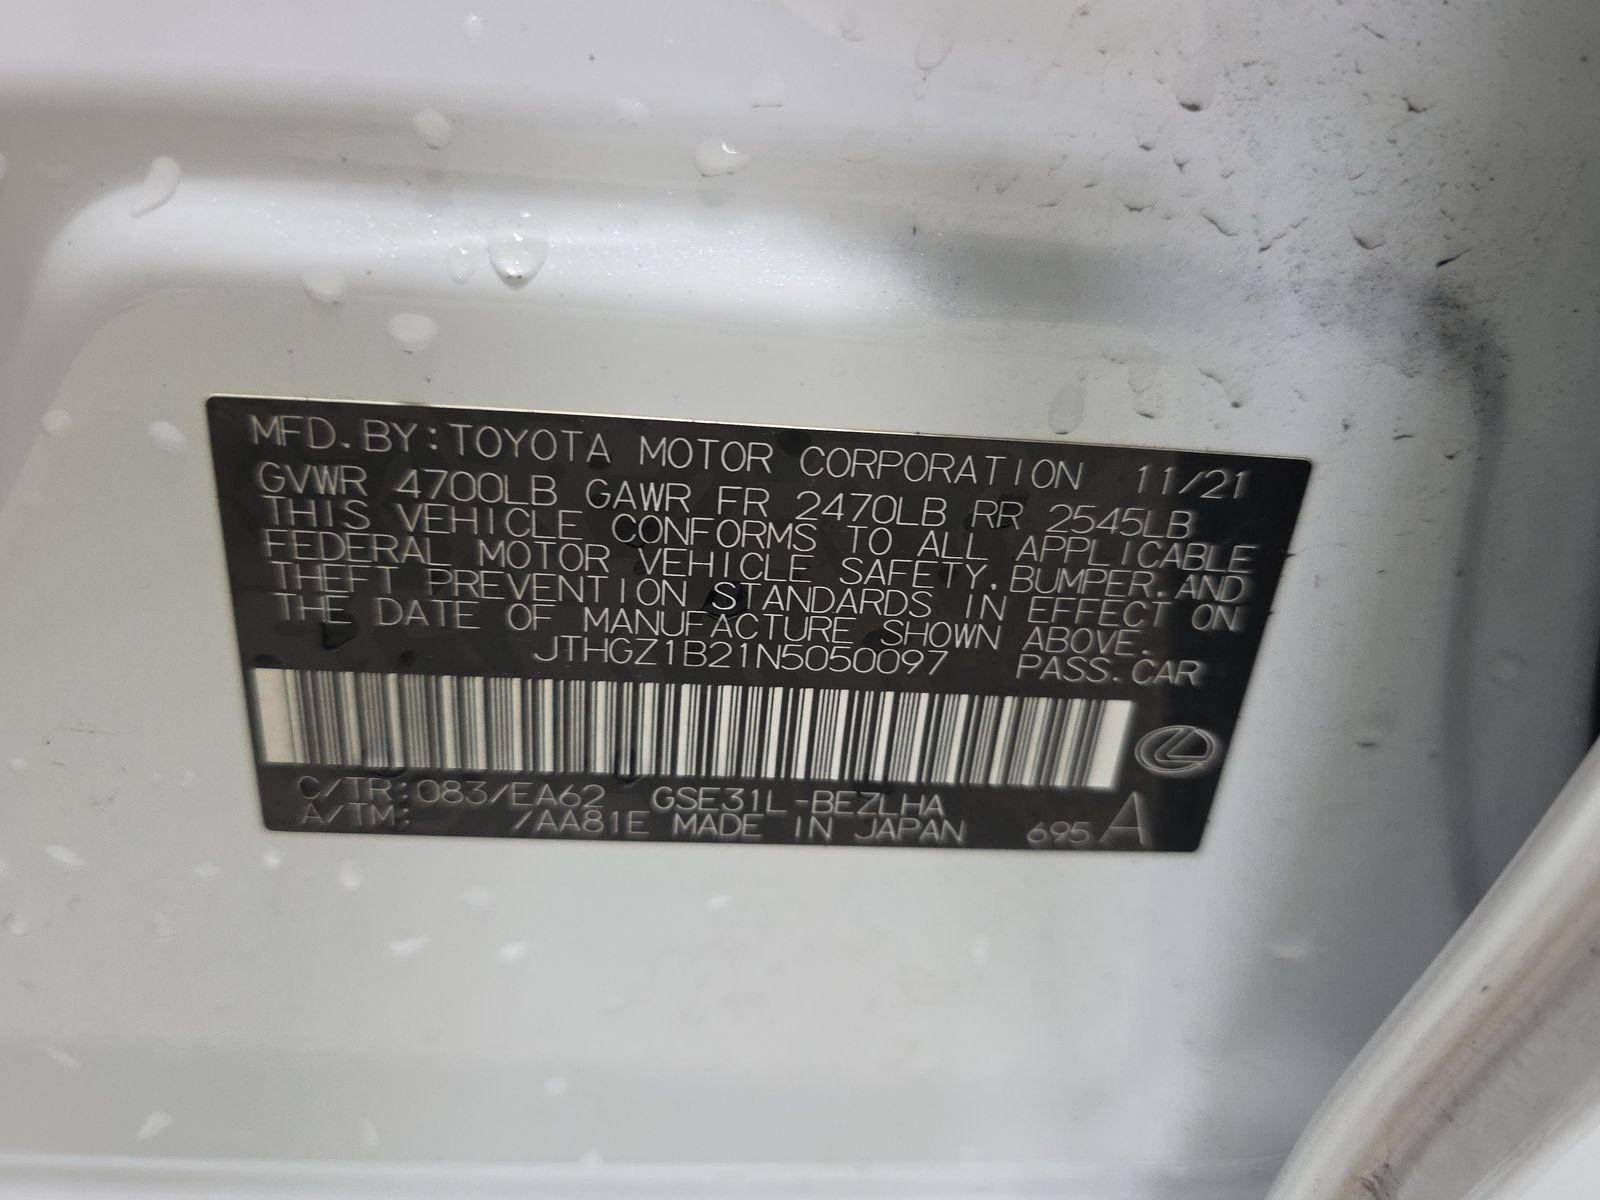 MFD. BY: TOYOTA MOTOR CORPORATION 11/21
GVWR 4700LB GAWR FR 2470LB RR 2545LB
THIS VEHICLE CONFORMS TO ALL APPLICABLE
FEDERAL MOTOR VEHICLE SAFETY, BUMPER, AND
THEFT PREVENTION STANDARDS IN EFFECT ON
THE DATE OF MANUFACTURE SHOWN ABOVE.
JTHGZ1B21N5050097 PASS. CAR
C/TR: 083/EA62 GSE31L-BEZLHA
A/TM: /AA81E MADE IN JAPAN 695 A